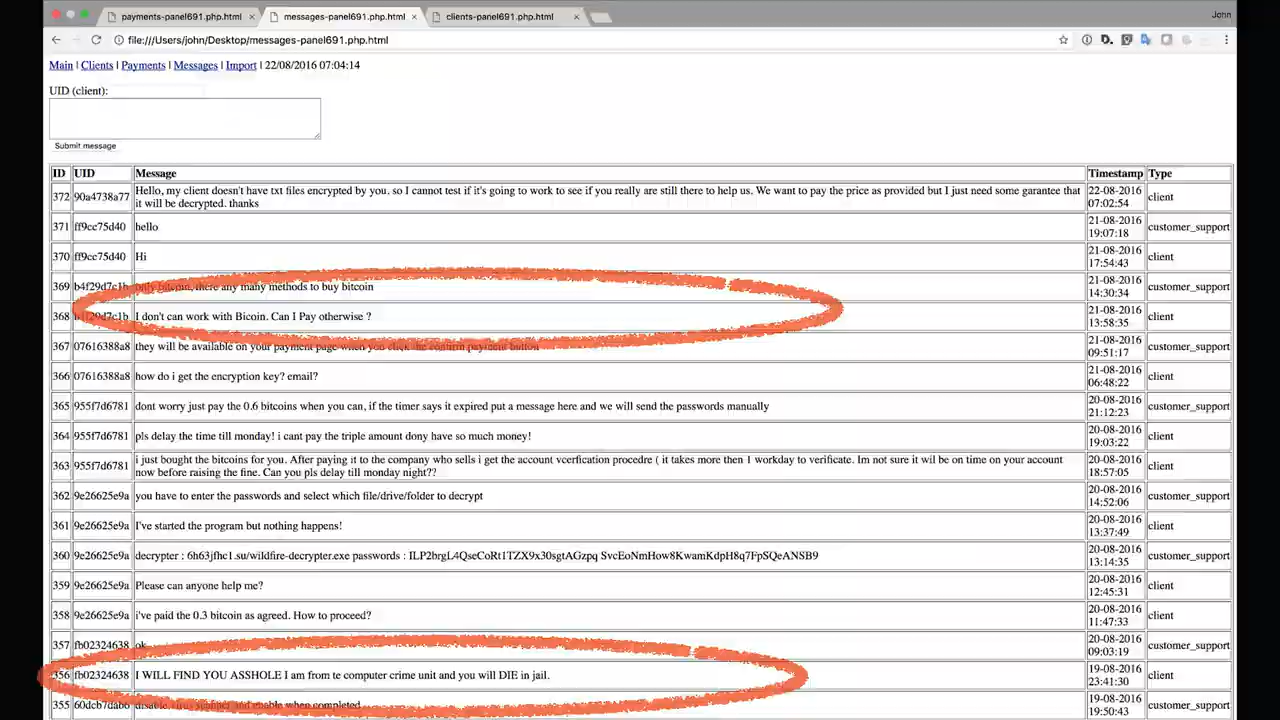 payments-panel691.php.html
messages-panel691.php.html
clients-panel691.php.html
John
file:///Users/john/Desktop/messages-panel691.php.html
Main | Clients | Payments | Messages | Import | 22/08/2016 07:04:14
UID (client):
Submit message
ID UID Message Timestamp Type
372 90a4738a77 Hello, my client doesn't have txt files encrypted by you. so I cannot test if it's going to work to see if you really are still there to help us. We want to pay the price as provided but I just need some garantee that 22-08-2016 client
it will be decrypted. thanks 07:02:54
371 ff9cc75d40 hello 21-08-2016 19:07:18 customer_support
370 ff9cc75d40 Hi 21-08-2016 17:54:43 client
369 b4f29d7c1b only bitcoin, there any many methods to buy bitcoin 21-08-2016 14:30:34 customer_support
368 b4f29d7c1b I don't can work with Bicoin. Can I Pay otherwise ? 21-08-2016 13:58:35 client
367 07616388a8 they will be available on your payment page when you click the confirm payment button 21-08-2016 09:51:17 customer_support
366 07616388a8 how do i get the encryption key? email? 21-08-2016 06:48:22 client
365 955f7d6781 dont worry just pay the 0.6 bitcoins when you can, if the timer says it expired put a message here and we will send the passwords manually 20-08-2016 21:12:23 customer_support
364 955f7d6781 pls delay the time till monday! i cant pay the triple amount dony have so much money! 20-08-2016 19:03:22 client
363 955f7d6781 i just bought the bitcoins for you. After paying it to the company who sells i get the account vcerfication procedre ( it takes more then 1 workday to verificate. Im not sure it wil be on time on your account 20-08-2016 client
now before raising the fine. Can you pls delay till monday night?? 18:57:05
362 9e26625e9a you have to enter the passwords and select which file/drive/folder to decrypt 20-08-2016 14:52:06 customer_support
361 9e26625e9a I've started the program but nothing happens! 20-08-2016 13:37:49 client
360 9e26625e9a decrypter : 6h63jfhc1.su/wildfire-decrypter.exe passwords : ILP2brgL4QseCoRt1TZX9x30sgtAGzpq SvcEoNmHow8KwamKdpH8q7FpSQeANSB9 20-08-2016 13:14:35 customer_support
359 9e26625e9a Please can anyone help me? 20-08-2016 12:45:31 client
358 9e26625e9a i've paid the 0.3 bitcoin as agreed. How to proceed? 20-08-2016 11:47:33 client
357 fb02324638 ok 20-08-2016 09:03:19 customer_support
356 fb02324638 I WILL FIND YOU ASSHOLE I am from te computer crime unit and you will DIE in jail. 19-08-2016 23:41:30 client
355 60dcb7dab6 disable and enable when completed 19-08-2016 19:50:43 customer_support